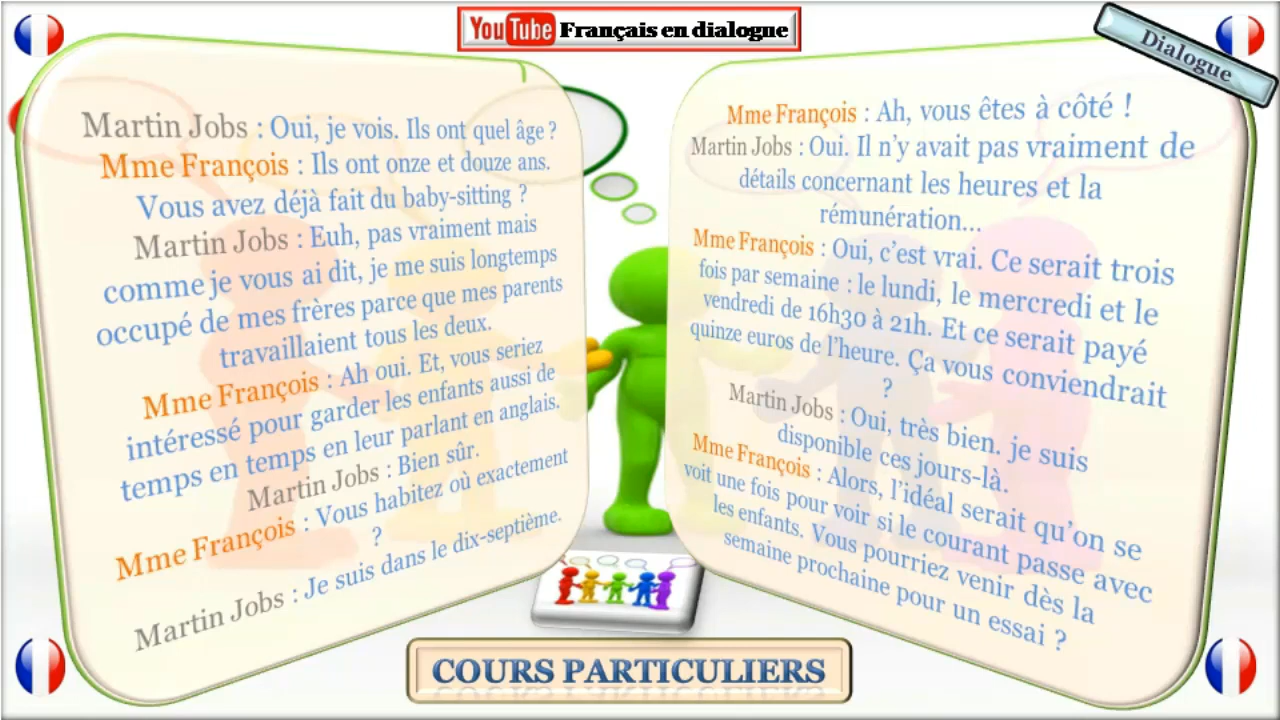 YouTube Français en dialogue
Dialogue
Martin Jobs : Oui, je vois. Ils ont quel âge ?
Mme François : Ils ont onze et douze ans.
Vous avez déjà fait du baby-sitting ?
Martin Jobs : Euh, pas vraiment mais
comme je vous ai dit, je me suis longtemps
occupé de mes frères parce que mes parents
travaillaient tous les deux.
Mme François : Ah oui. Et, vous seriez
intéressé pour garder les enfants aussi de
temps en temps en leur parlant en anglais.
Martin Jobs : Bien sûr.
Mme François : Vous habitez où exactement
?
Martin Jobs : Je suis dans le dix-septième.
Mme François : Ah, vous êtes à côté !
Martin Jobs : Oui. Il n’y avait pas vraiment de
détails concernant les heures et la
rémunération...
Mme François : Oui, c’est vrai. Ce serait trois
fois par semaine : le lundi, le mercredi et le
vendredi de 16h30 à 21h. Et ce serait payé
quinze euros de l’heure. Ça vous conviendrait
?
Martin Jobs : Oui, très bien. je suis
disponible ces jours-là.
Mme François : Alors, l’idéal serait qu’on se
voit une fois pour voir si le courant passe avec
les enfants. Vous pourriez venir dès la
semaine prochaine pour un essai ?
COURS PARTICULIERS